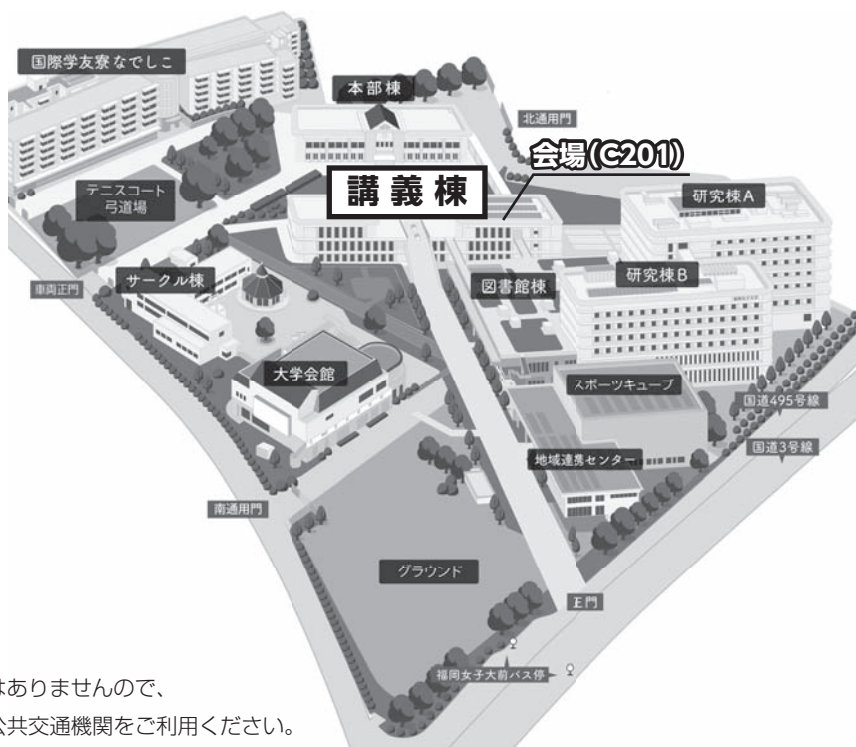 国際学友寮なでしこ
本部棟
北通用門
会場(C201)
講義棟
研究棟A
テニスコート
弓道場
サークル棟
図書館棟
研究棟B
車両正門
大学会館
スポーツキューブ
国道495号線
国道3号線
地域連携センター
南通用門
グラウンド
正門
福岡女子大前バス停
はありませんので、
公共交通機関をご利用ください。